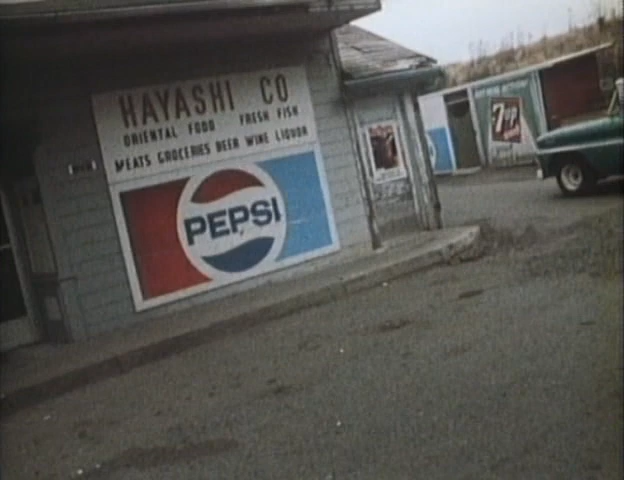 HAYASHI CO
ORIENTAL FOOD FRESH FISH
MEATS GROCERIES BEER WINE LIQUOR
PEPSI
7up